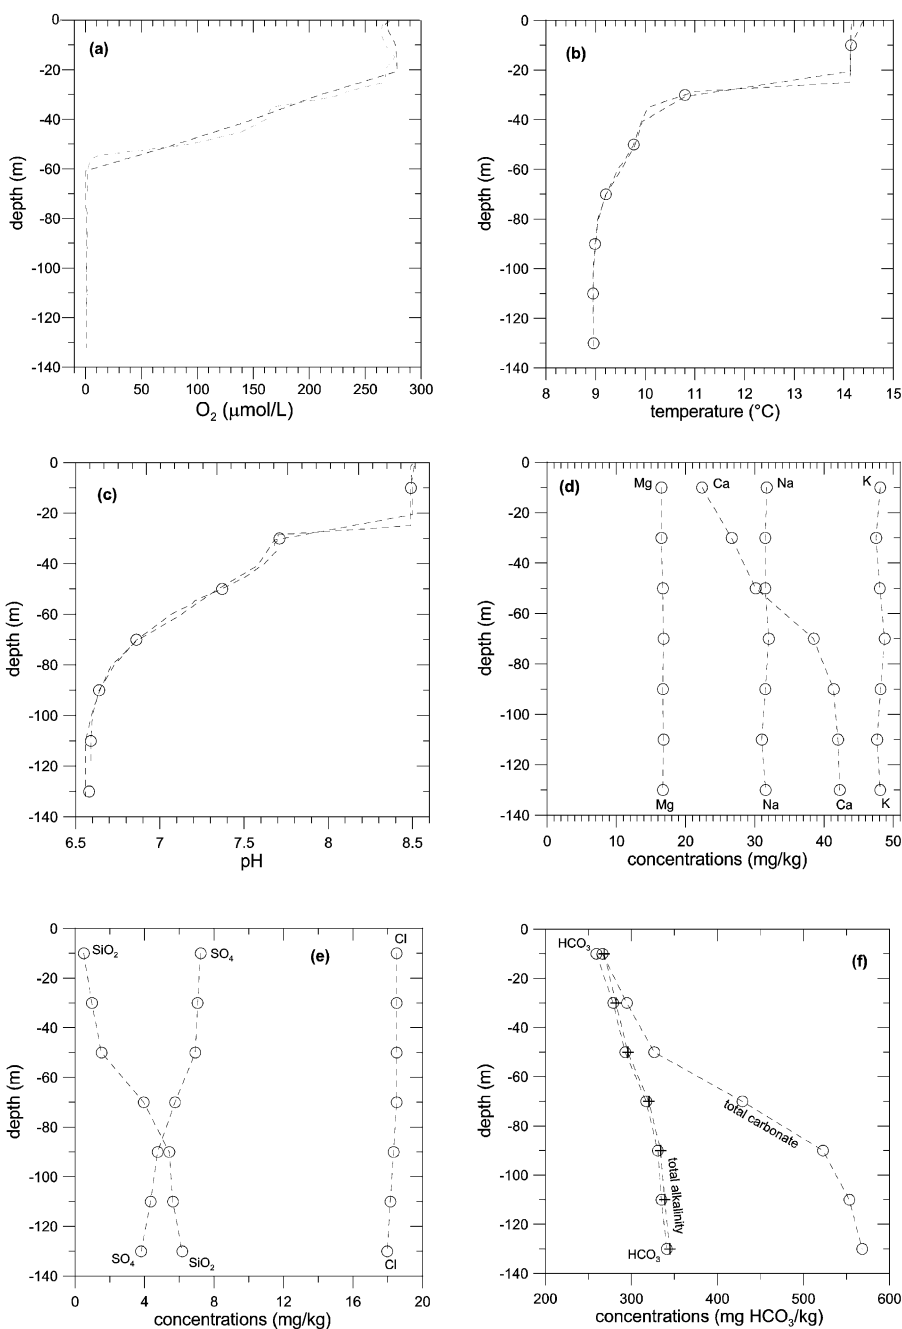 (a)
0
-20
-40
-60
-80
-100
-120
-140
depth (m)
0 50 100 150 200 250 300
O2 (µmol/L)
(b)
0
-20
-40
-60
-80
-100
-120
-140
depth (m)
8 9 10 11 12 13 14 15
temperature (°C)
(c)
0
-20
-40
-60
-80
-100
-120
-140
depth (m)
6.5 7 7.5 8 8.5
pH
(d)
Mg Ca Na K
0
-20
-40
-60
-80
-100
-120
-140
depth (m)
Mg Na Ca K
0 10 20 30 40 50
concentrations (mg/kg)
(e)
SiO2 SO4 Cl
0
-20
-40
-60
-80
-100
-120
-140
depth (m)
SO4 SiO2 Cl
0 4 8 12 16 20
concentrations (mg/kg)
(f)
HCO3
0
-20
-40
-60
-80
-100
-120
-140
depth (m)
total carbonate
total alkalinity
HCO3
200 300 400 500 600
concentrations (mg HCO3/kg)